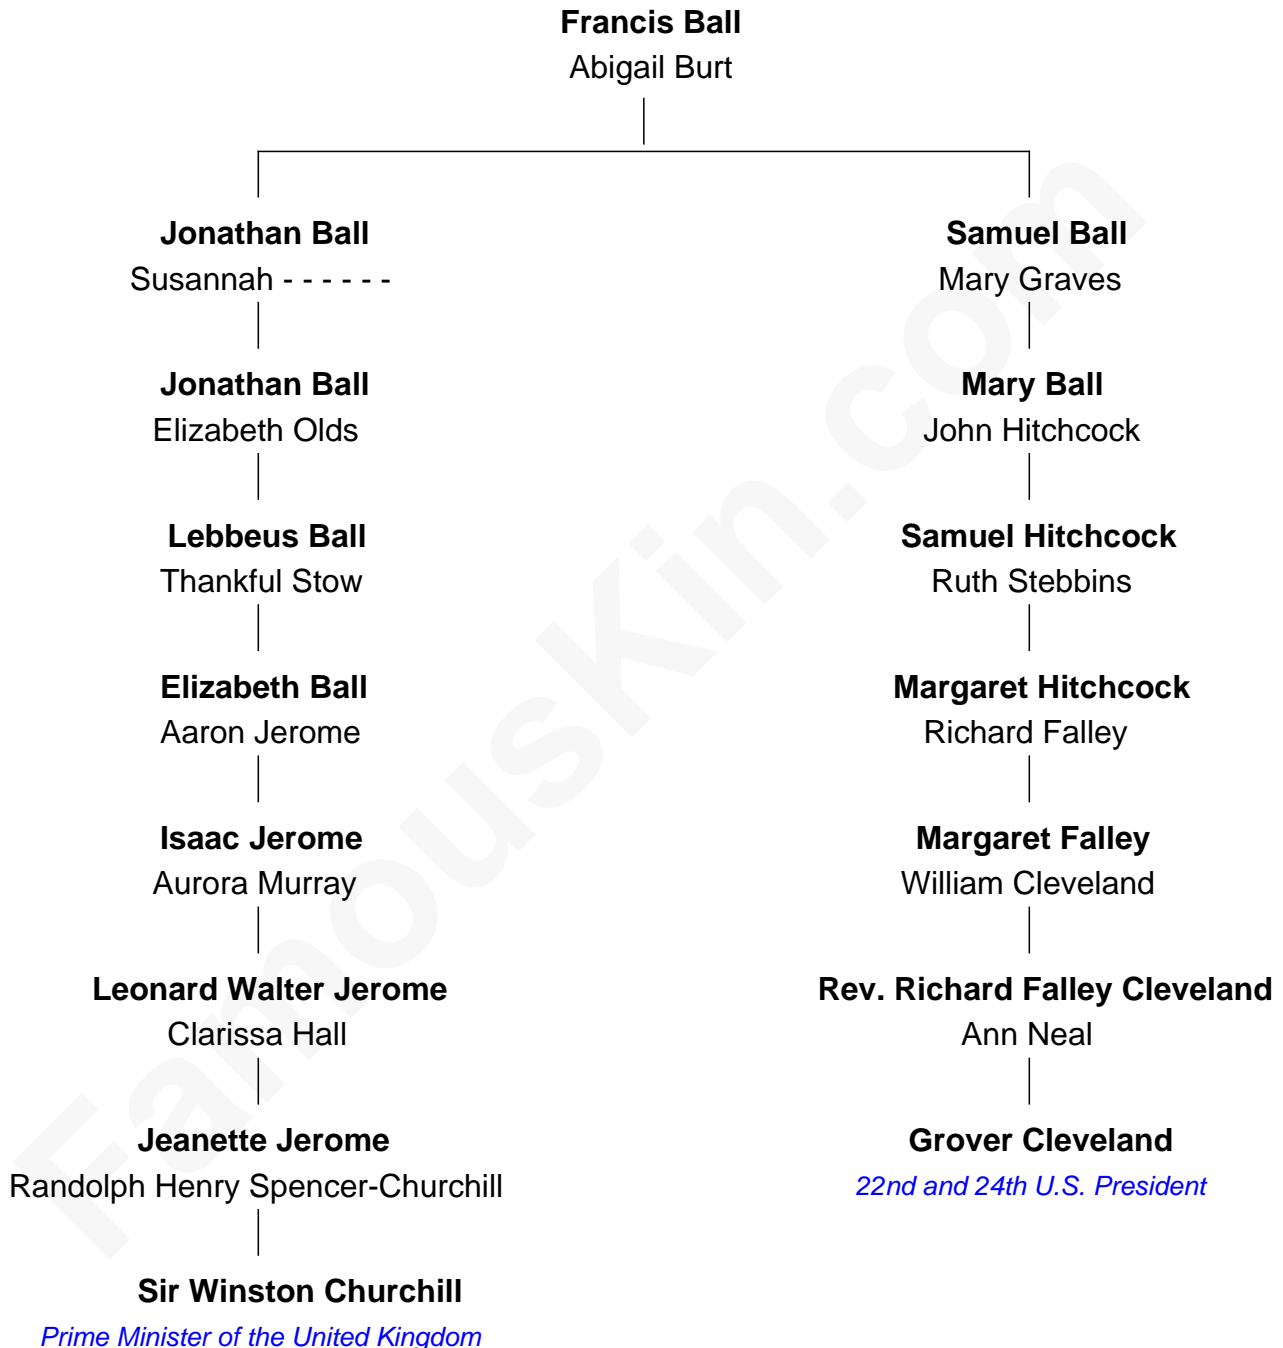 Francis Ball
Abigail Burt
Jonathan Ball
Susannah - - - - - -
Samuel Ball
Mary Graves
Jonathan Ball
Elizabeth Olds
Mary Ball
John Hitchcock
Lebbeus Ball
Thankful Stow
Samuel Hitchcock
Ruth Stebbins
Elizabeth Ball
Aaron Jerome
Margaret Hitchcock
Richard Falley
Isaac Jerome
Aurora Murray
Margaret Falley
William Cleveland
Leonard Walter Jerome
Clarissa Hall
Rev. Richard Falley Cleveland
Ann Neal
Jeanette Jerome
Randolph Henry Spencer-Churchill
Grover Cleveland
22nd and 24th U.S. President
Sir Winston Churchill
Prime Minister of the United Kingdom
FamousKin.com